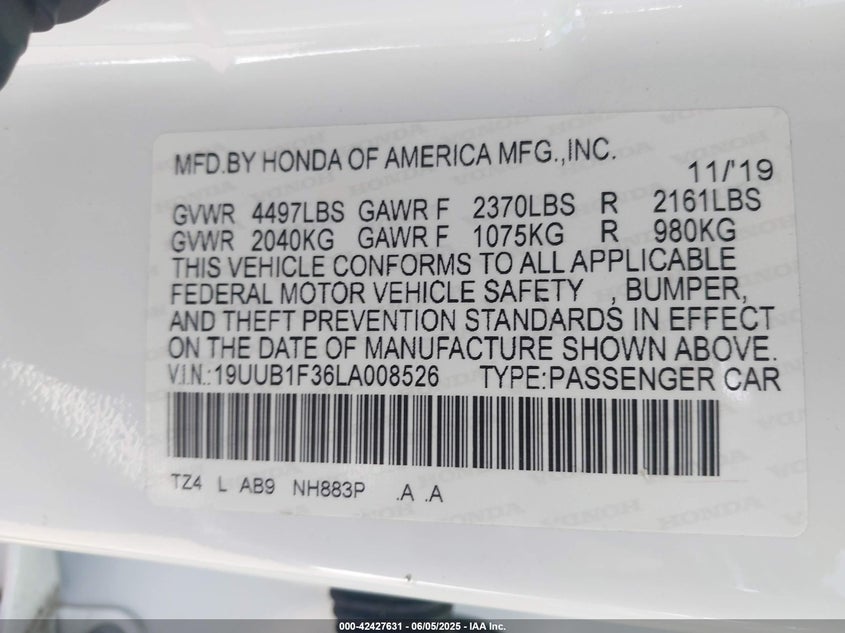 MFD.BY HONDA OF AMERICA MFG.,INC.
11/'19
GVWR 4497LBS GAWR F 2370LBS R 2161LBS
GVWR 2040KG GAWR F 1075KG R 980KG
THIS VEHICLE CONFORMS TO ALL APPLICABLE
FEDERAL MOTOR VEHICLE SAFETY , BUMPER,
AND THEFT PREVENTION STANDARDS IN EFFECT
ON THE DATE OF MANUFACTURE SHOWN ABOVE.
V.I.N.:19UUB1F36LA008526 TYPE:PASSENGER CAR
TZ4 L AB9 NH883P .A .A
000-42427631 - 06/05/2025 - IAA Inc.